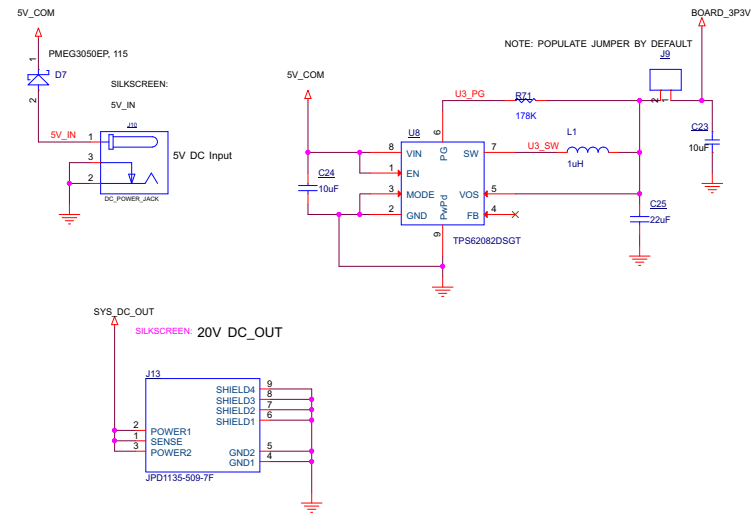 5V_COM
BOARD_3P3V
1
PMEG3050EP, 115
D7
2
SILKSCREEN:
5V_IN
5V_IN
J10
1
3
2
5V DC Input
DC_POWER_JACK
NOTE: POPULATE JUMPER BY DEFAULT
J9
2
1
5V_COM
U3_PG
R71
178K
C23
10uF
U8
6
L1
8
VIN
PG
SW
7
U3_SW
1uH
1
EN
C24
10uF
3
MODE
VOS
5
2
GND
PwPd
FB
4
C25
22uF
9
TPS62082DSGT
SYS_DC_OUT
SILKSCREEN: 20V DC_OUT
J13
SHIELD4
9
SHIELD3
8
SHIELD2
7
SHIELD1
6
2
POWER1
1
SENSE
3
POWER2
GND2
5
GND1
4
JPD1135-509-7F